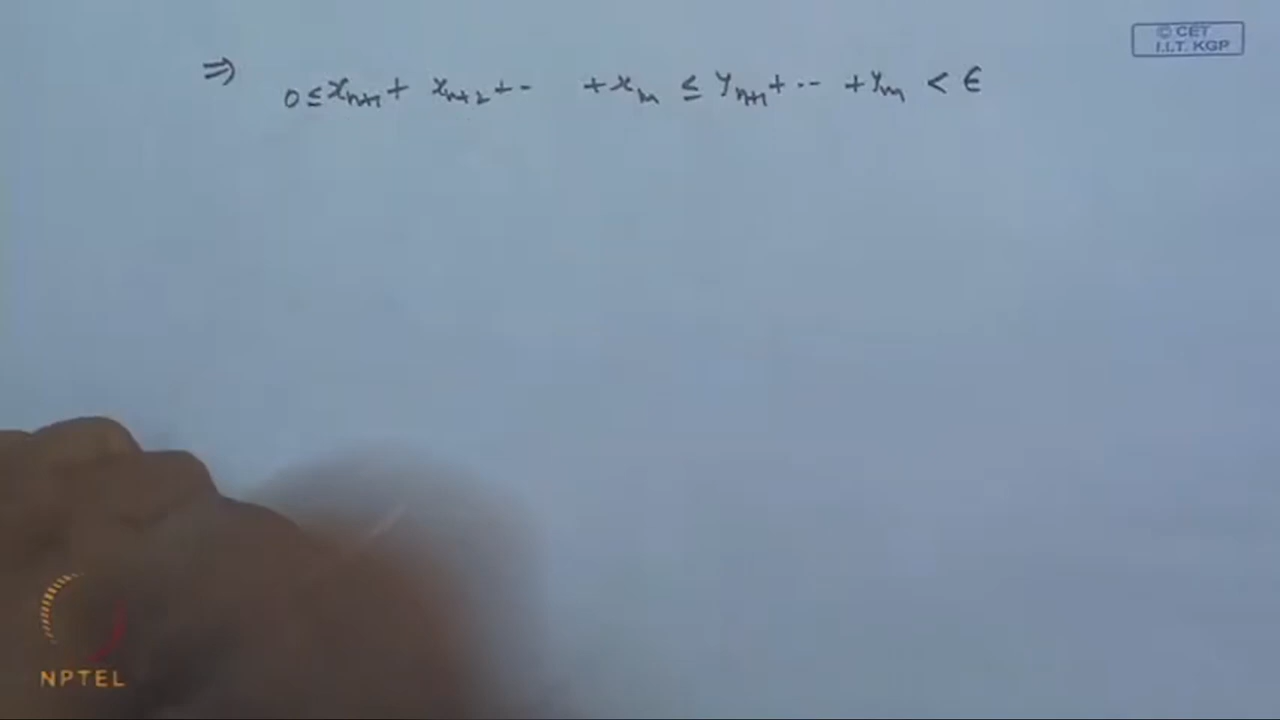 © CET
I.I.T. KGP
⇒ 0 ≤ x_{n+1} + x_{n+2} + ·· + x_m ≤ y_{n+1} + ·· + y_m < ϵ
NPTEL